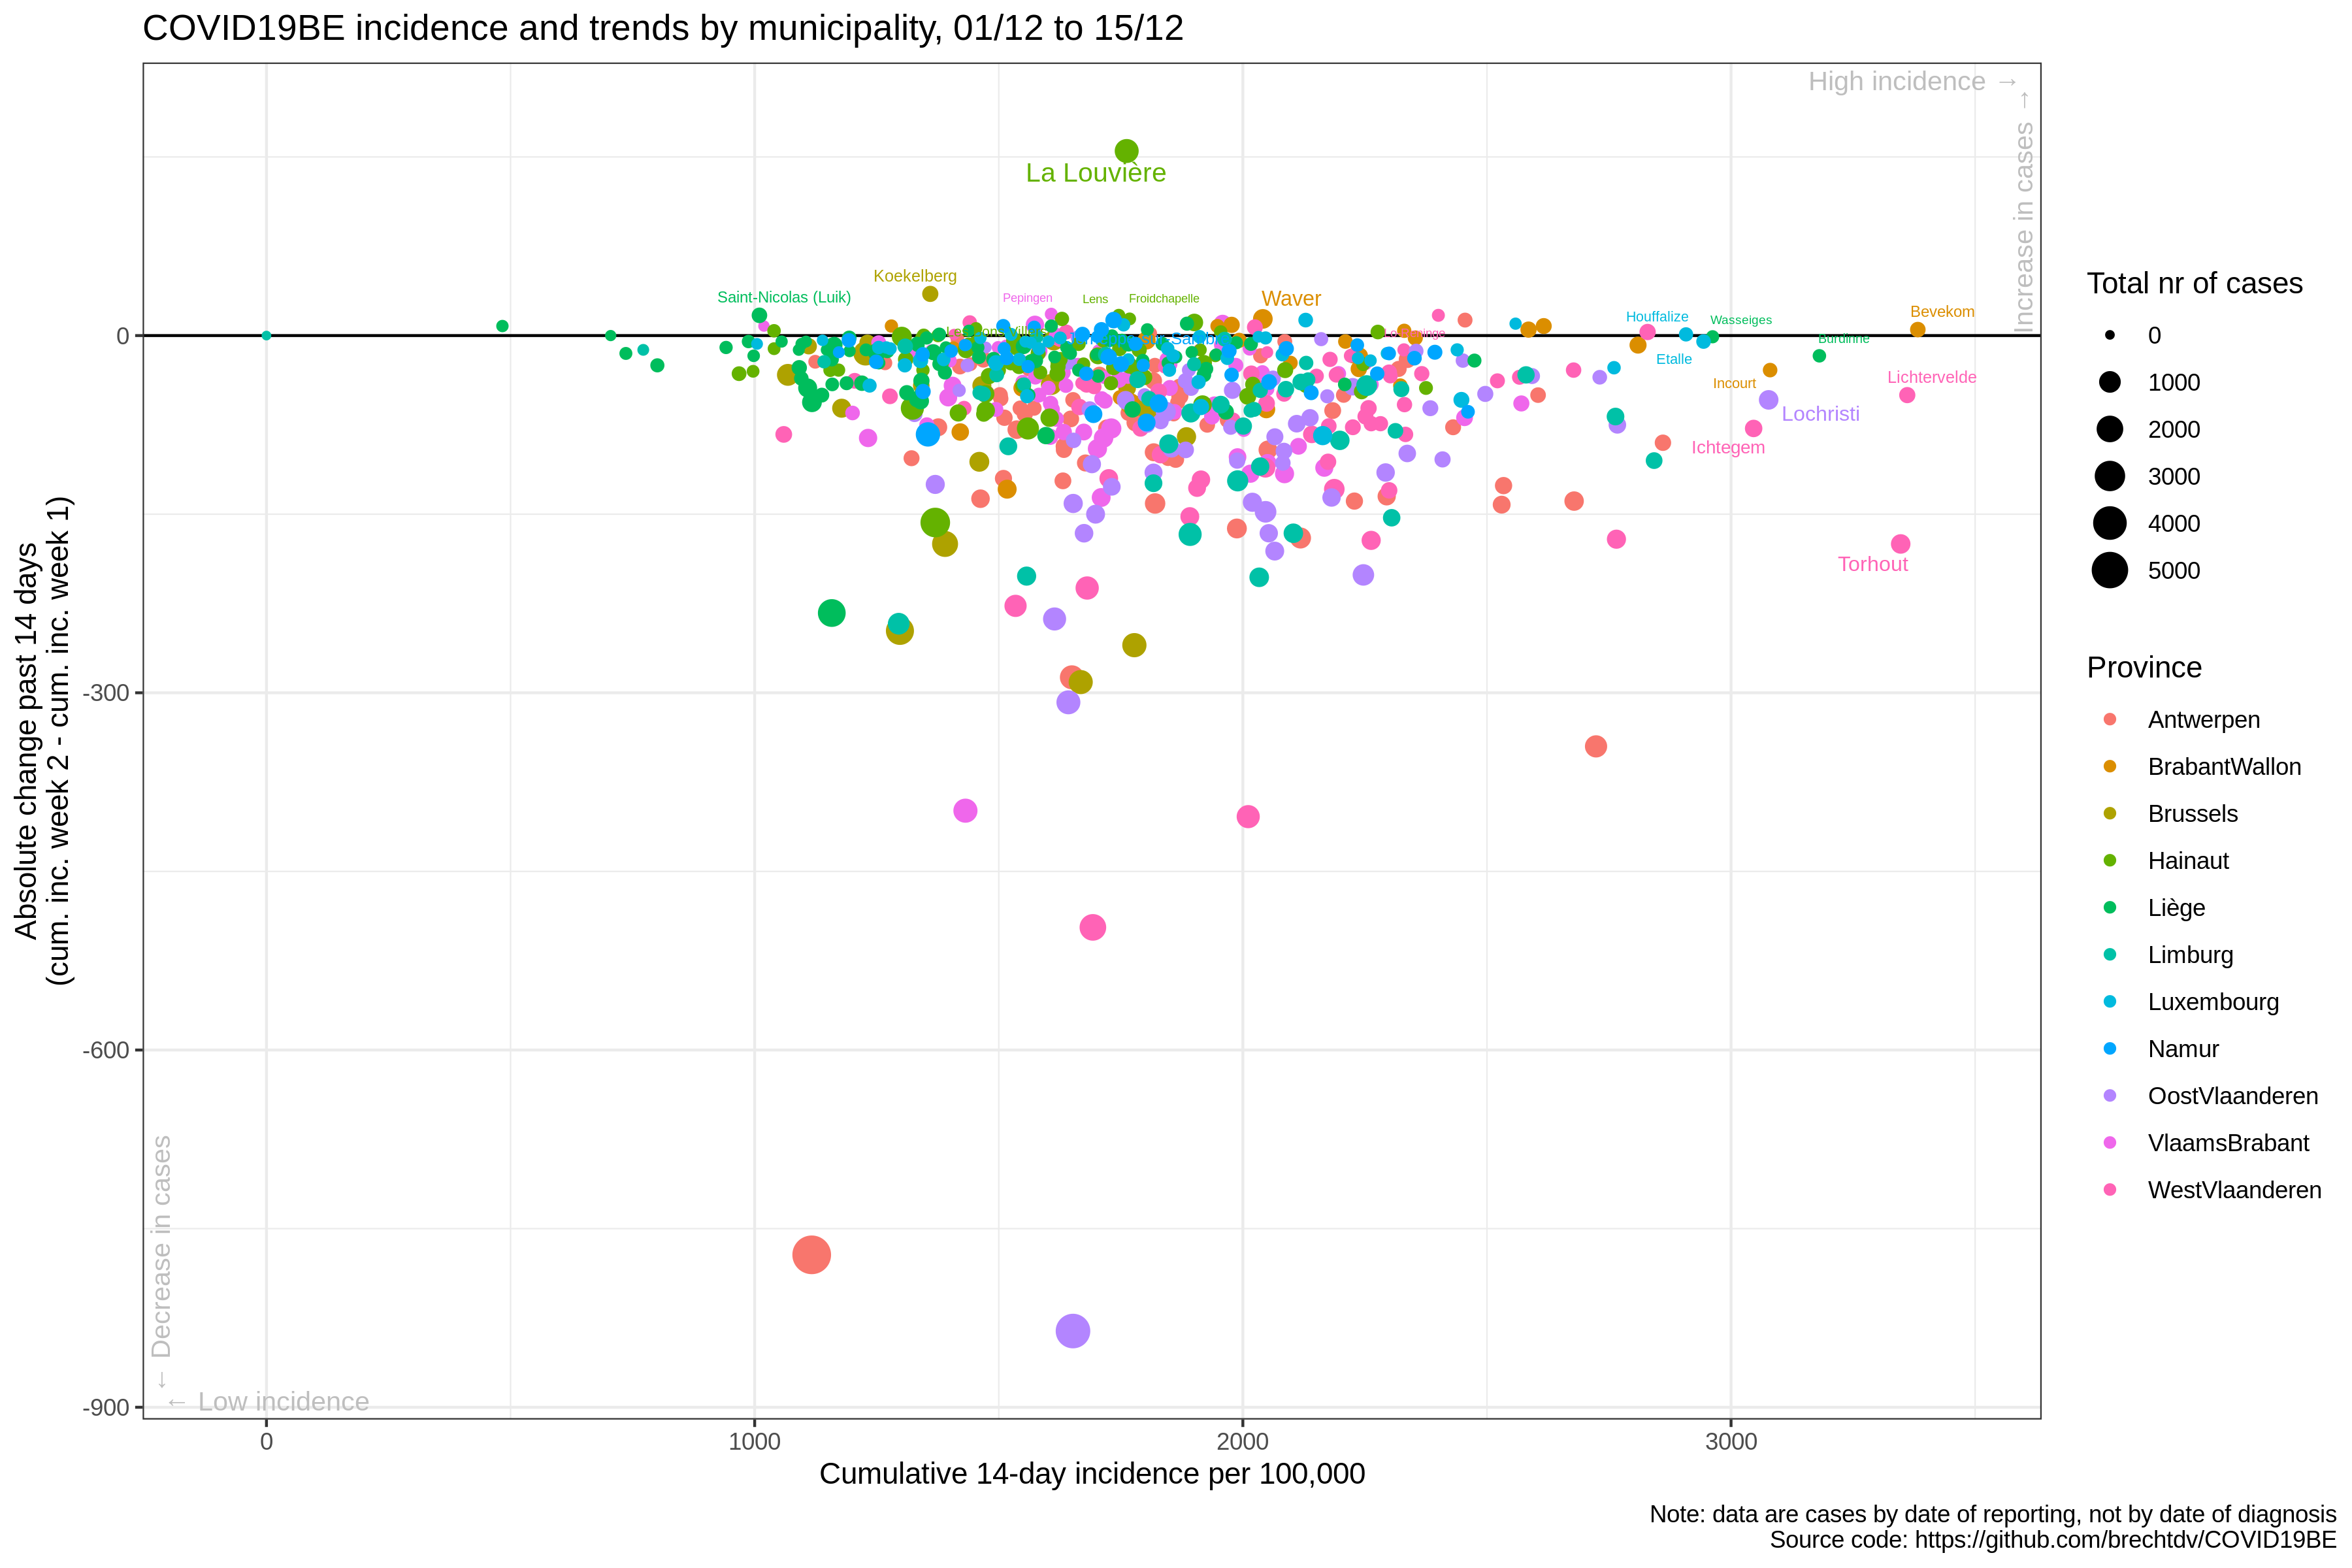 COVID19BE incidence and trends by municipality, 01/12 to 15/12
High incidence →
Increase in cases →
La Louvière
Koekelberg
Saint-Nicolas (Luik)
Pepingen
Lens
Froidchapelle
Waver
Houffalize
Wasseiges
Bevekom
Burdinne
Etalle
Incourt
Lichtervelde
Lochristi
Ichtegem
Torhout
0
-300
-600
-900
Absolute change past 14 days
(cum. inc. week 2 - cum. inc. week 1)
← Decrease in cases
← Low incidence
0
1000
2000
3000
Cumulative 14-day incidence per 100,000
Total nr of cases
0
1000
2000
3000
4000
5000
Province
Antwerpen
BrabantWallon
Brussels
Hainaut
Liège
Limburg
Luxembourg
Namur
OostVlaanderen
VlaamsBrabant
WestVlaanderen
Note: data are cases by date of reporting, not by date of diagnosis
Source code: https://github.com/brechtdv/COVID19BE